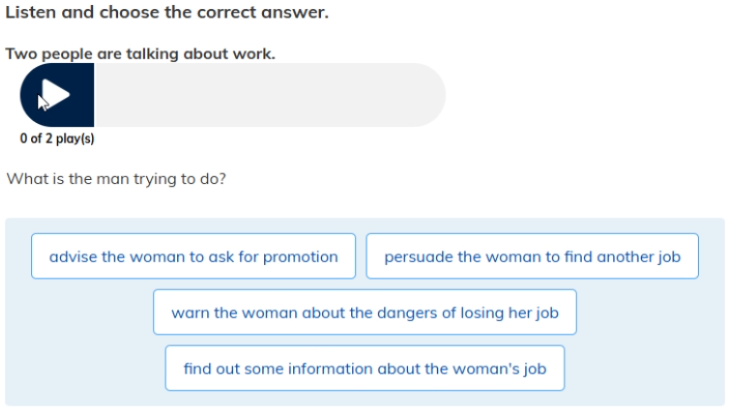 Listen and choose the correct answer.
Two people are talking about work.
0 of 2 play(s)
What is the man trying to do?
advise the woman to ask for promotion
persuade the woman to find another job
warn the woman about the dangers of losing her job
find out some information about the woman's job